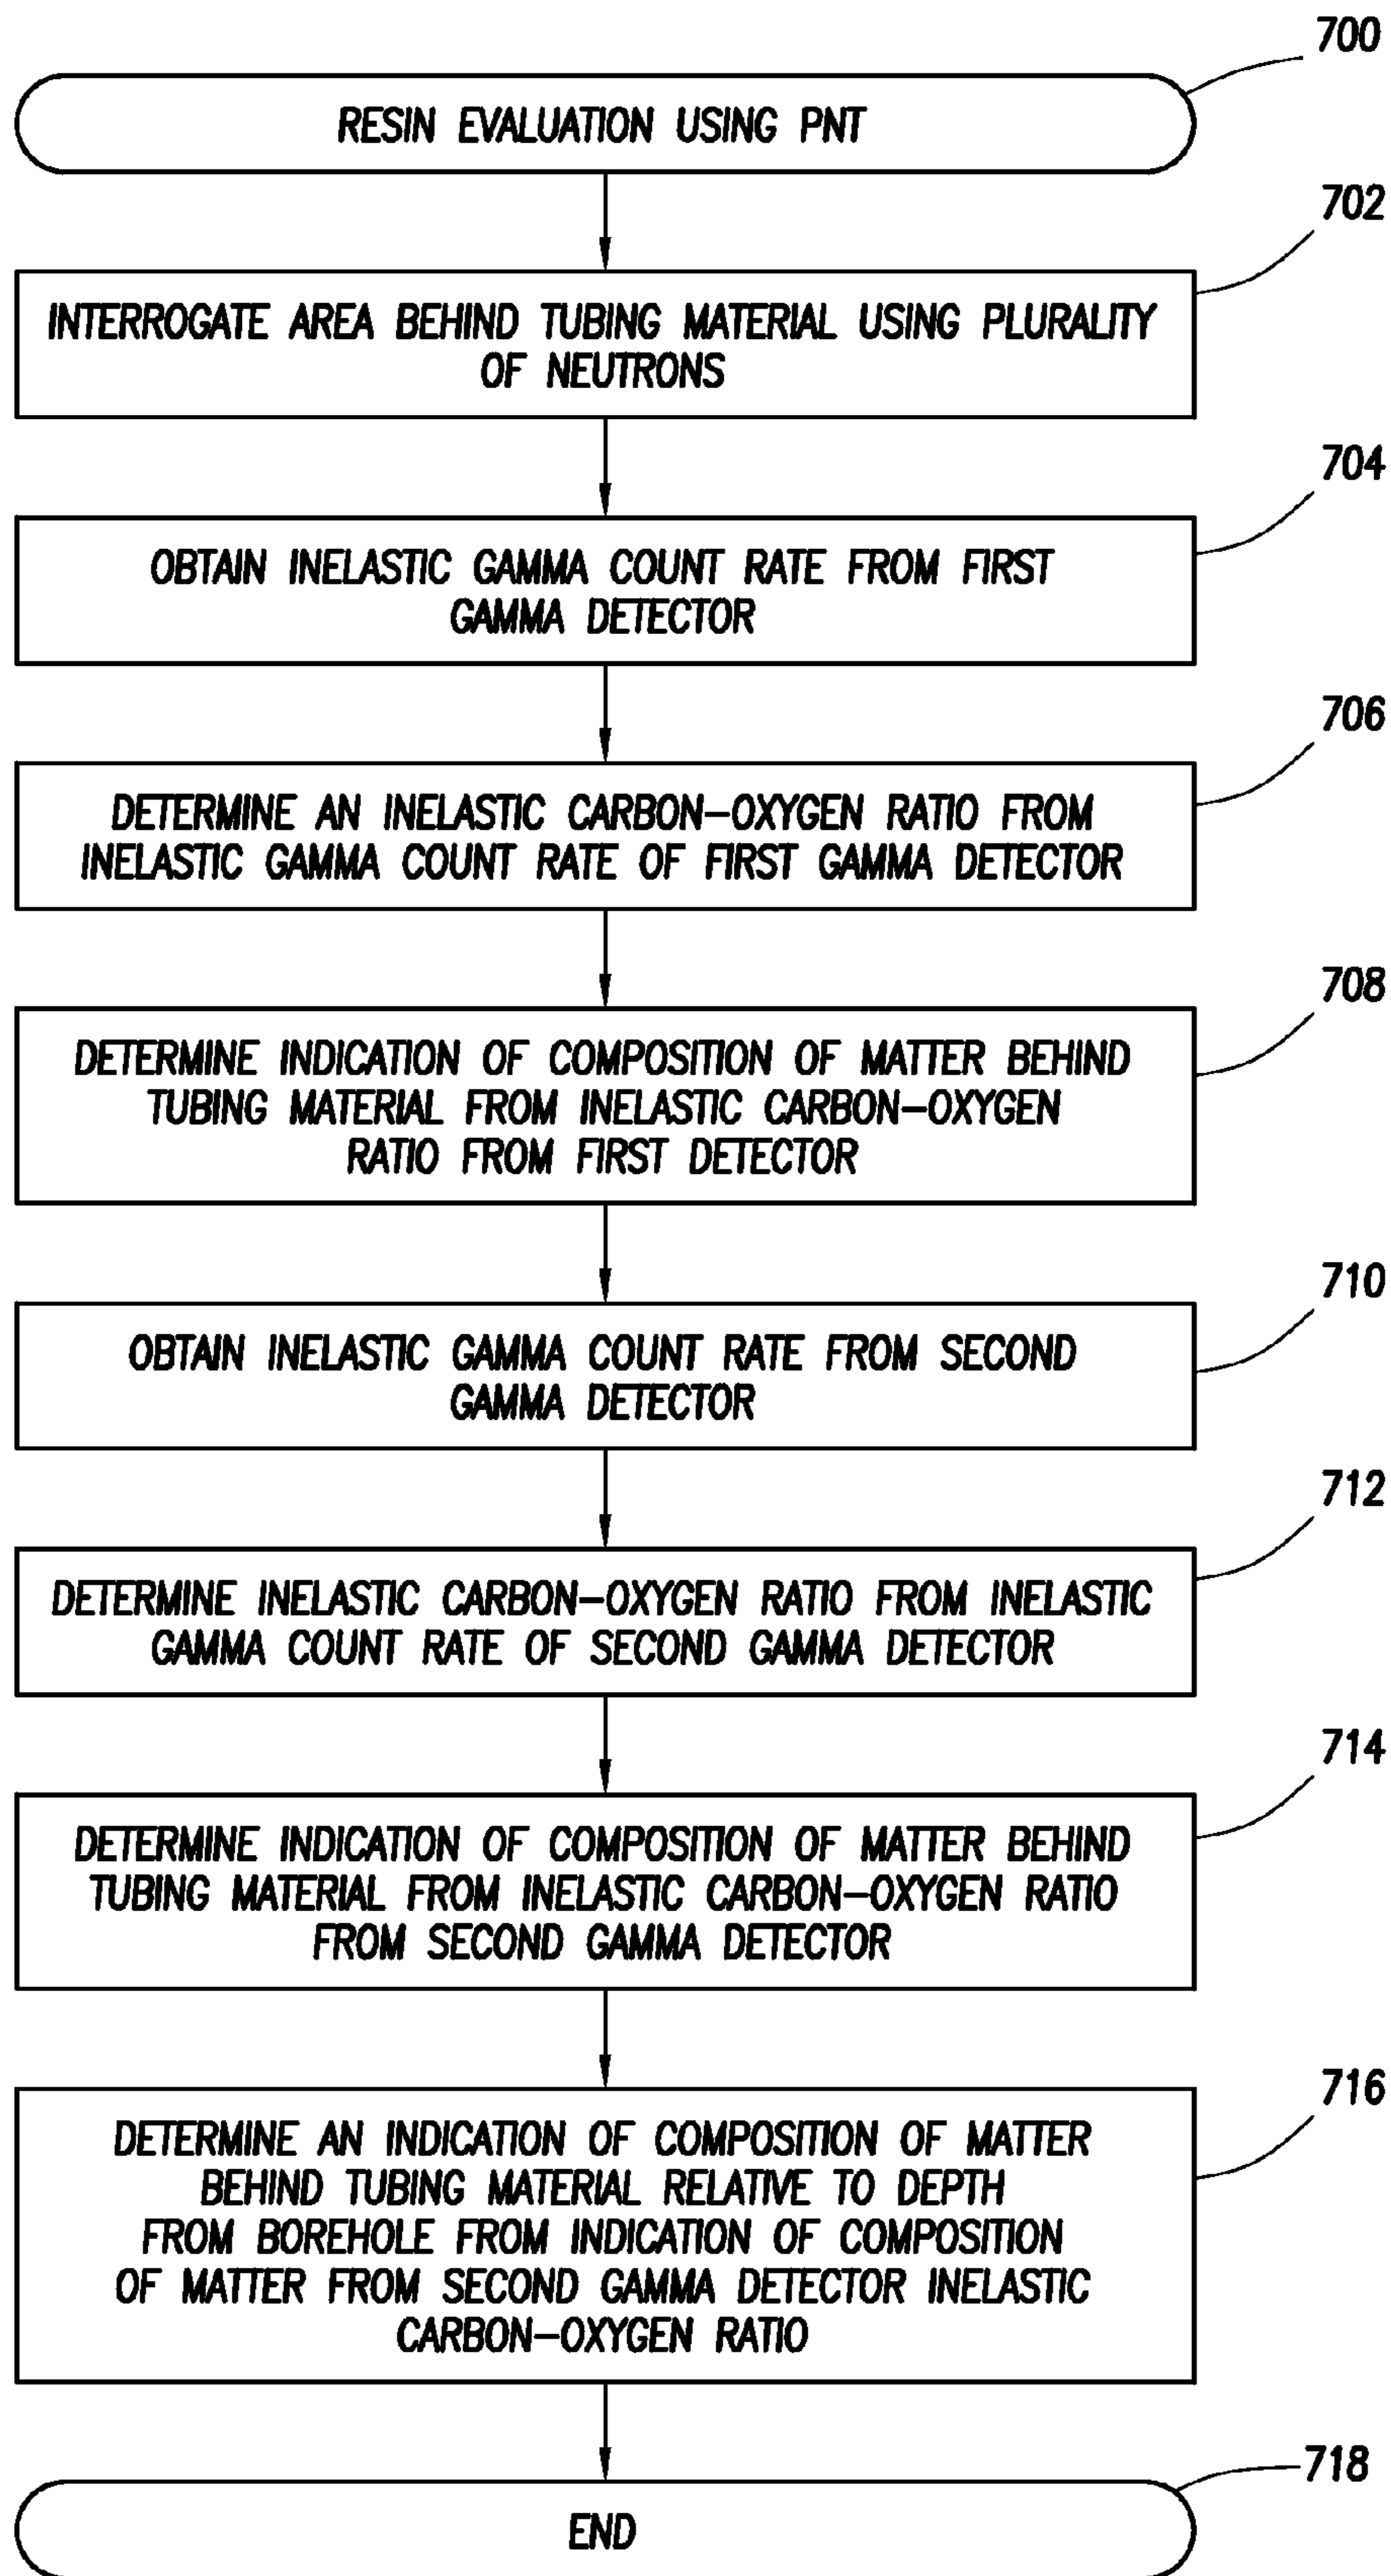 700
RESIN EVALUATION USING PNT
702
INTERROGATE AREA BEHIND TUBING MATERIAL USING PLURALITY
OF NEUTRONS
704
OBTAIN INELASTIC GAMMA COUNT RATE FROM FIRST
GAMMA DETECTOR
706
DETERMINE AN INELASTIC CARBON-OXYGEN RATIO FROM
INELASTIC GAMMA COUNT RATE OF FIRST GAMMA DETECTOR
708
DETERMINE INDICATION OF COMPOSITION OF MATTER BEHIND
TUBING MATERIAL FROM INELASTIC CARBON-OXYGEN
RATIO FROM FIRST DETECTOR
710
OBTAIN INELASTIC GAMMA COUNT RATE FROM SECOND
GAMMA DETECTOR
712
DETERMINE INELASTIC CARBON-OXYGEN RATIO FROM INELASTIC
GAMMA COUNT RATE OF SECOND GAMMA DETECTOR
714
DETERMINE INDICATION OF COMPOSITION OF MATTER BEHIND
TUBING MATERIAL FROM INELASTIC CARBON-OXYGEN RATIO
FROM SECOND GAMMA DETECTOR
716
DETERMINE AN INDICATION OF COMPOSITION OF MATTER
BEHIND TUBING MATERIAL RELATIVE TO DEPTH
FROM BOREHOLE FROM INDICATION OF COMPOSITION
OF MATTER FROM SECOND GAMMA DETECTOR INELASTIC
CARBON-OXYGEN RATIO
718
END